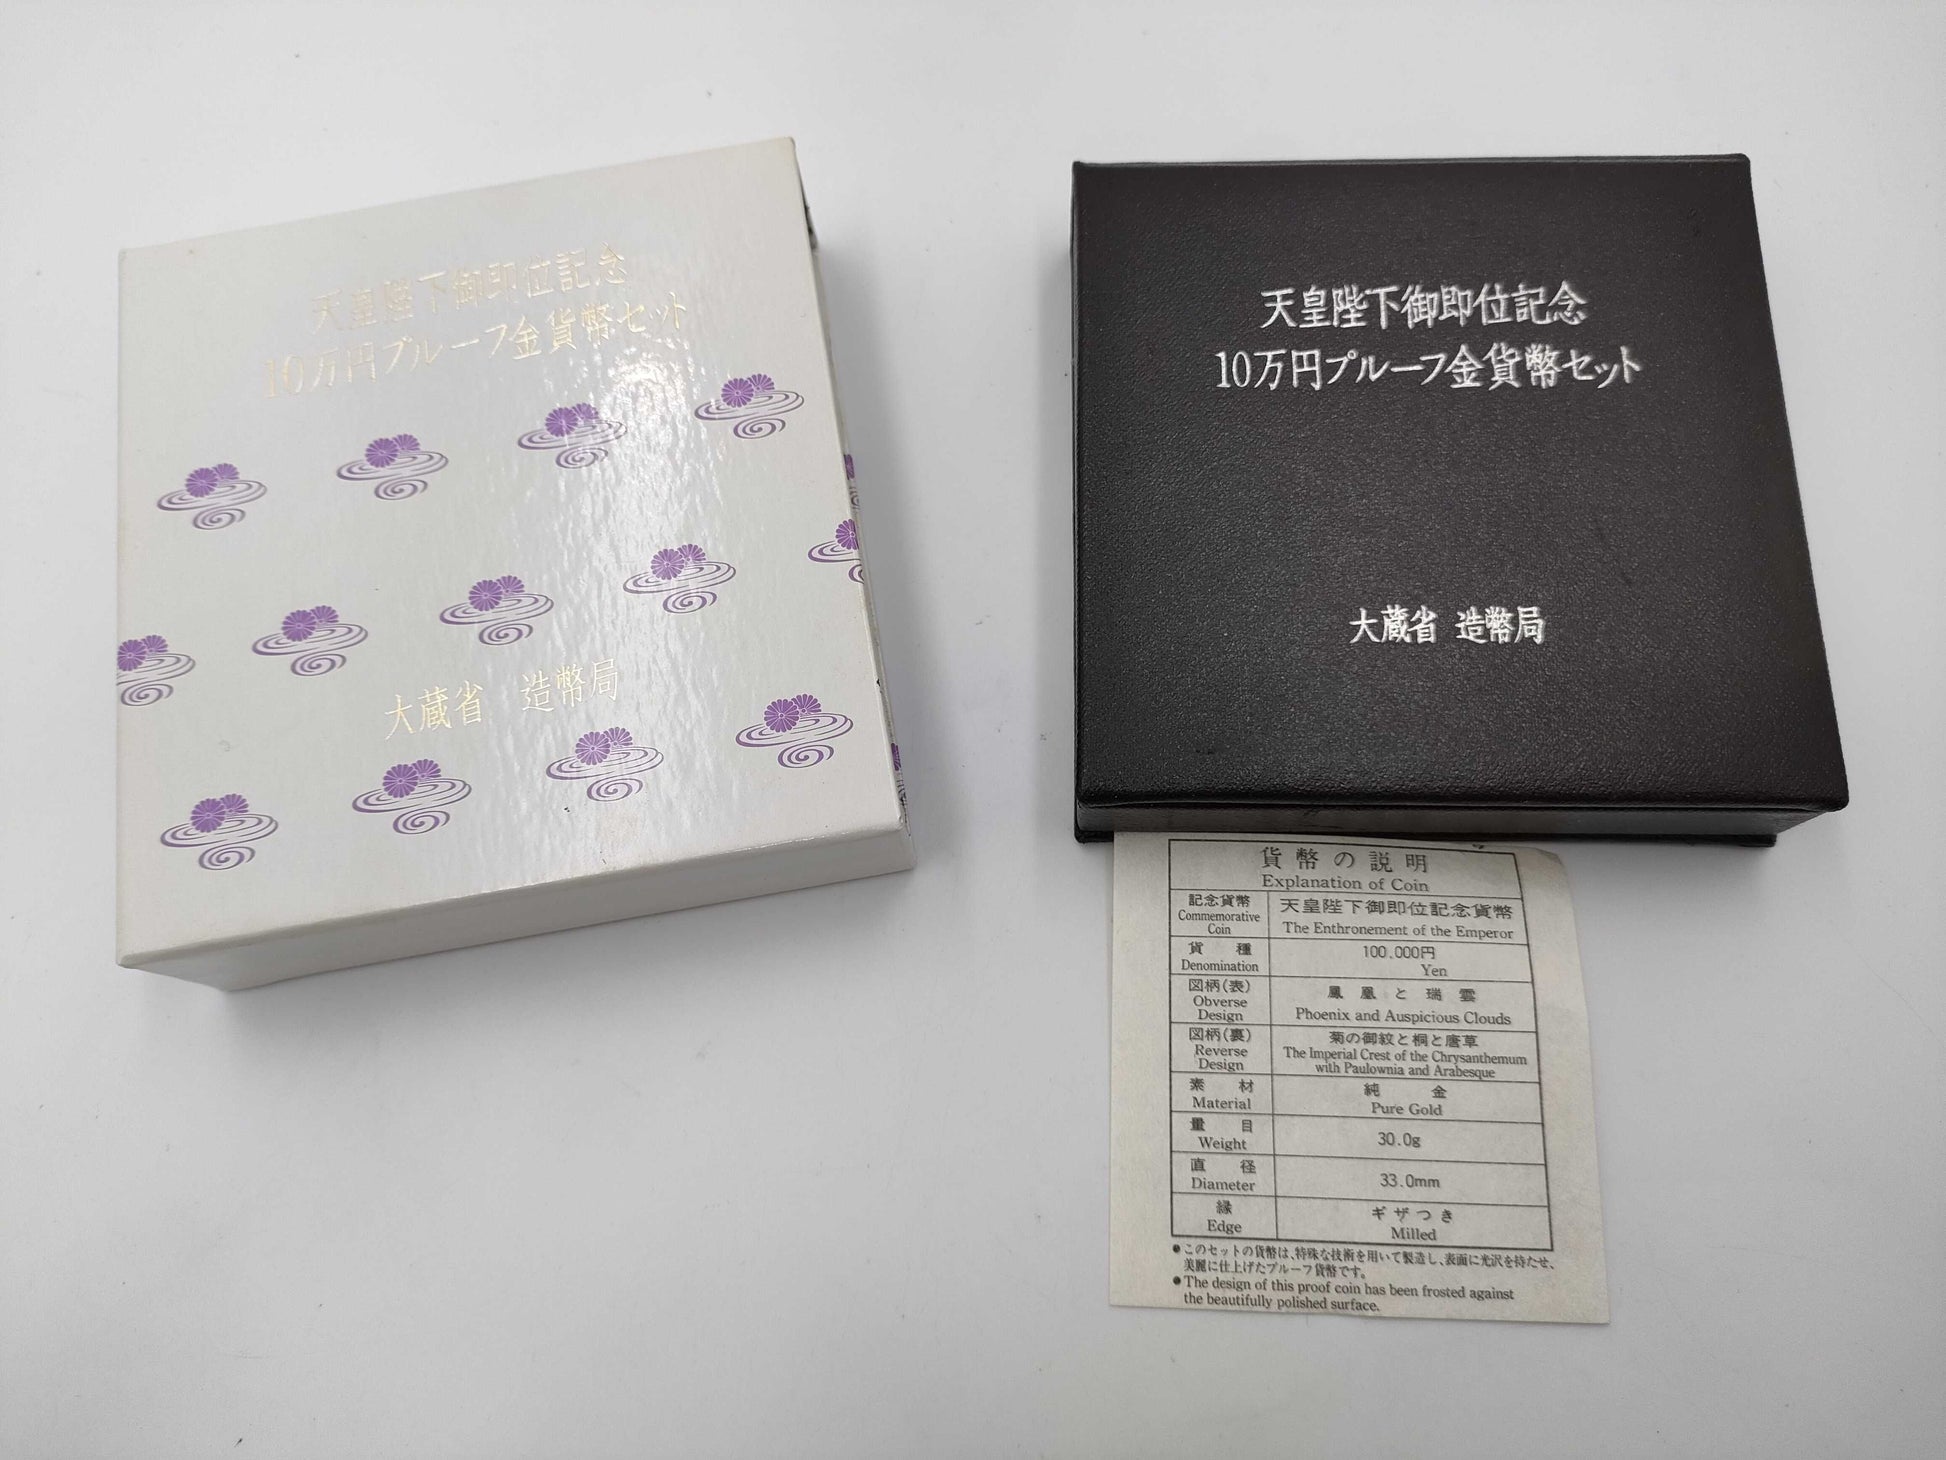 天皇陛下御即位記念
10万円プルーフ金貨幣セット
大蔵省 造幣局
天皇陛下御即位記念
10万円プルーフ金貨幣セット
大蔵省 造幣局
貨幣の説明
Explanation of Coin
記念貨幣
Commemorative
Coin
天皇陛下御即位記念貨幣
The Enthronement of the Emperor
貨種
Denomination
100,000円
Yen
図柄(表)
Obverse
Design
鳳凰と瑞雲
Phoenix and Auspicious Clouds
図柄(裏)
Reverse
Design
菊の御紋と桐と唐草
The Imperial Crest of the Chrysanthemum
with Paulownia and Arabesque
素材
Material
純金
Pure Gold
量目
Weight
30.0g
直径
Diameter
33.0mm
縁
Edge
ギザつき
Milled
●このセットの貨幣は、特殊な技術を用いて製造し、表面に光沢を持たせ、
美麗に仕上げたプルーフ貨幣です。
●The design of this proof coin has been frosted against
the beautifully polished surface.